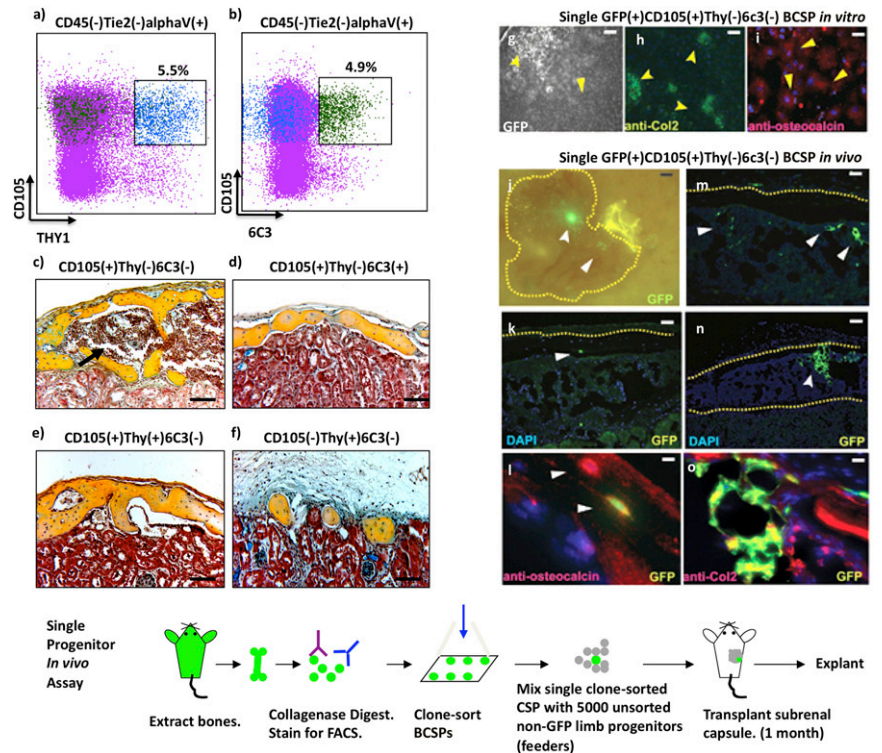 a) CD45(-)Tie2(-)alphaV(+)
5.5%
CD105
THY1
b) CD45(-)Tie2(-)alphaV(+)
4.9%
CD105
6C3
c) CD105(+)Thy(-)6C3(-)
d) CD105(+)Thy(-)6C3(+)
e) CD105(+)Thy(+)6C3(-)
f) CD105(-)Thy(+)6C3(-)
Single GFP(+)CD105(+)Thy(-)6c3(-) BCSP in vitro
g
GFP
h
anti-Col2
i
anti-osteocalcin
Single GFP(+)CD105(+)Thy(-)6c3(-) BCSP in vivo
j
GFP
m
k
DAPI
GFP
n
DAPI
GFP
l
anti-osteocalcin
GFP
o
anti-Col2
GFP
Single
Progenitor
In vivo
Assay
Extract bones.
Collagenase Digest.
Stain for FACS.
Clone-sort
BCSPs
Mix single clone-sorted
CSP with 5000 unsorted
non-GFP limb progenitors
(feeders)
Transplant subrenal
capsule. (1 month)
Explant